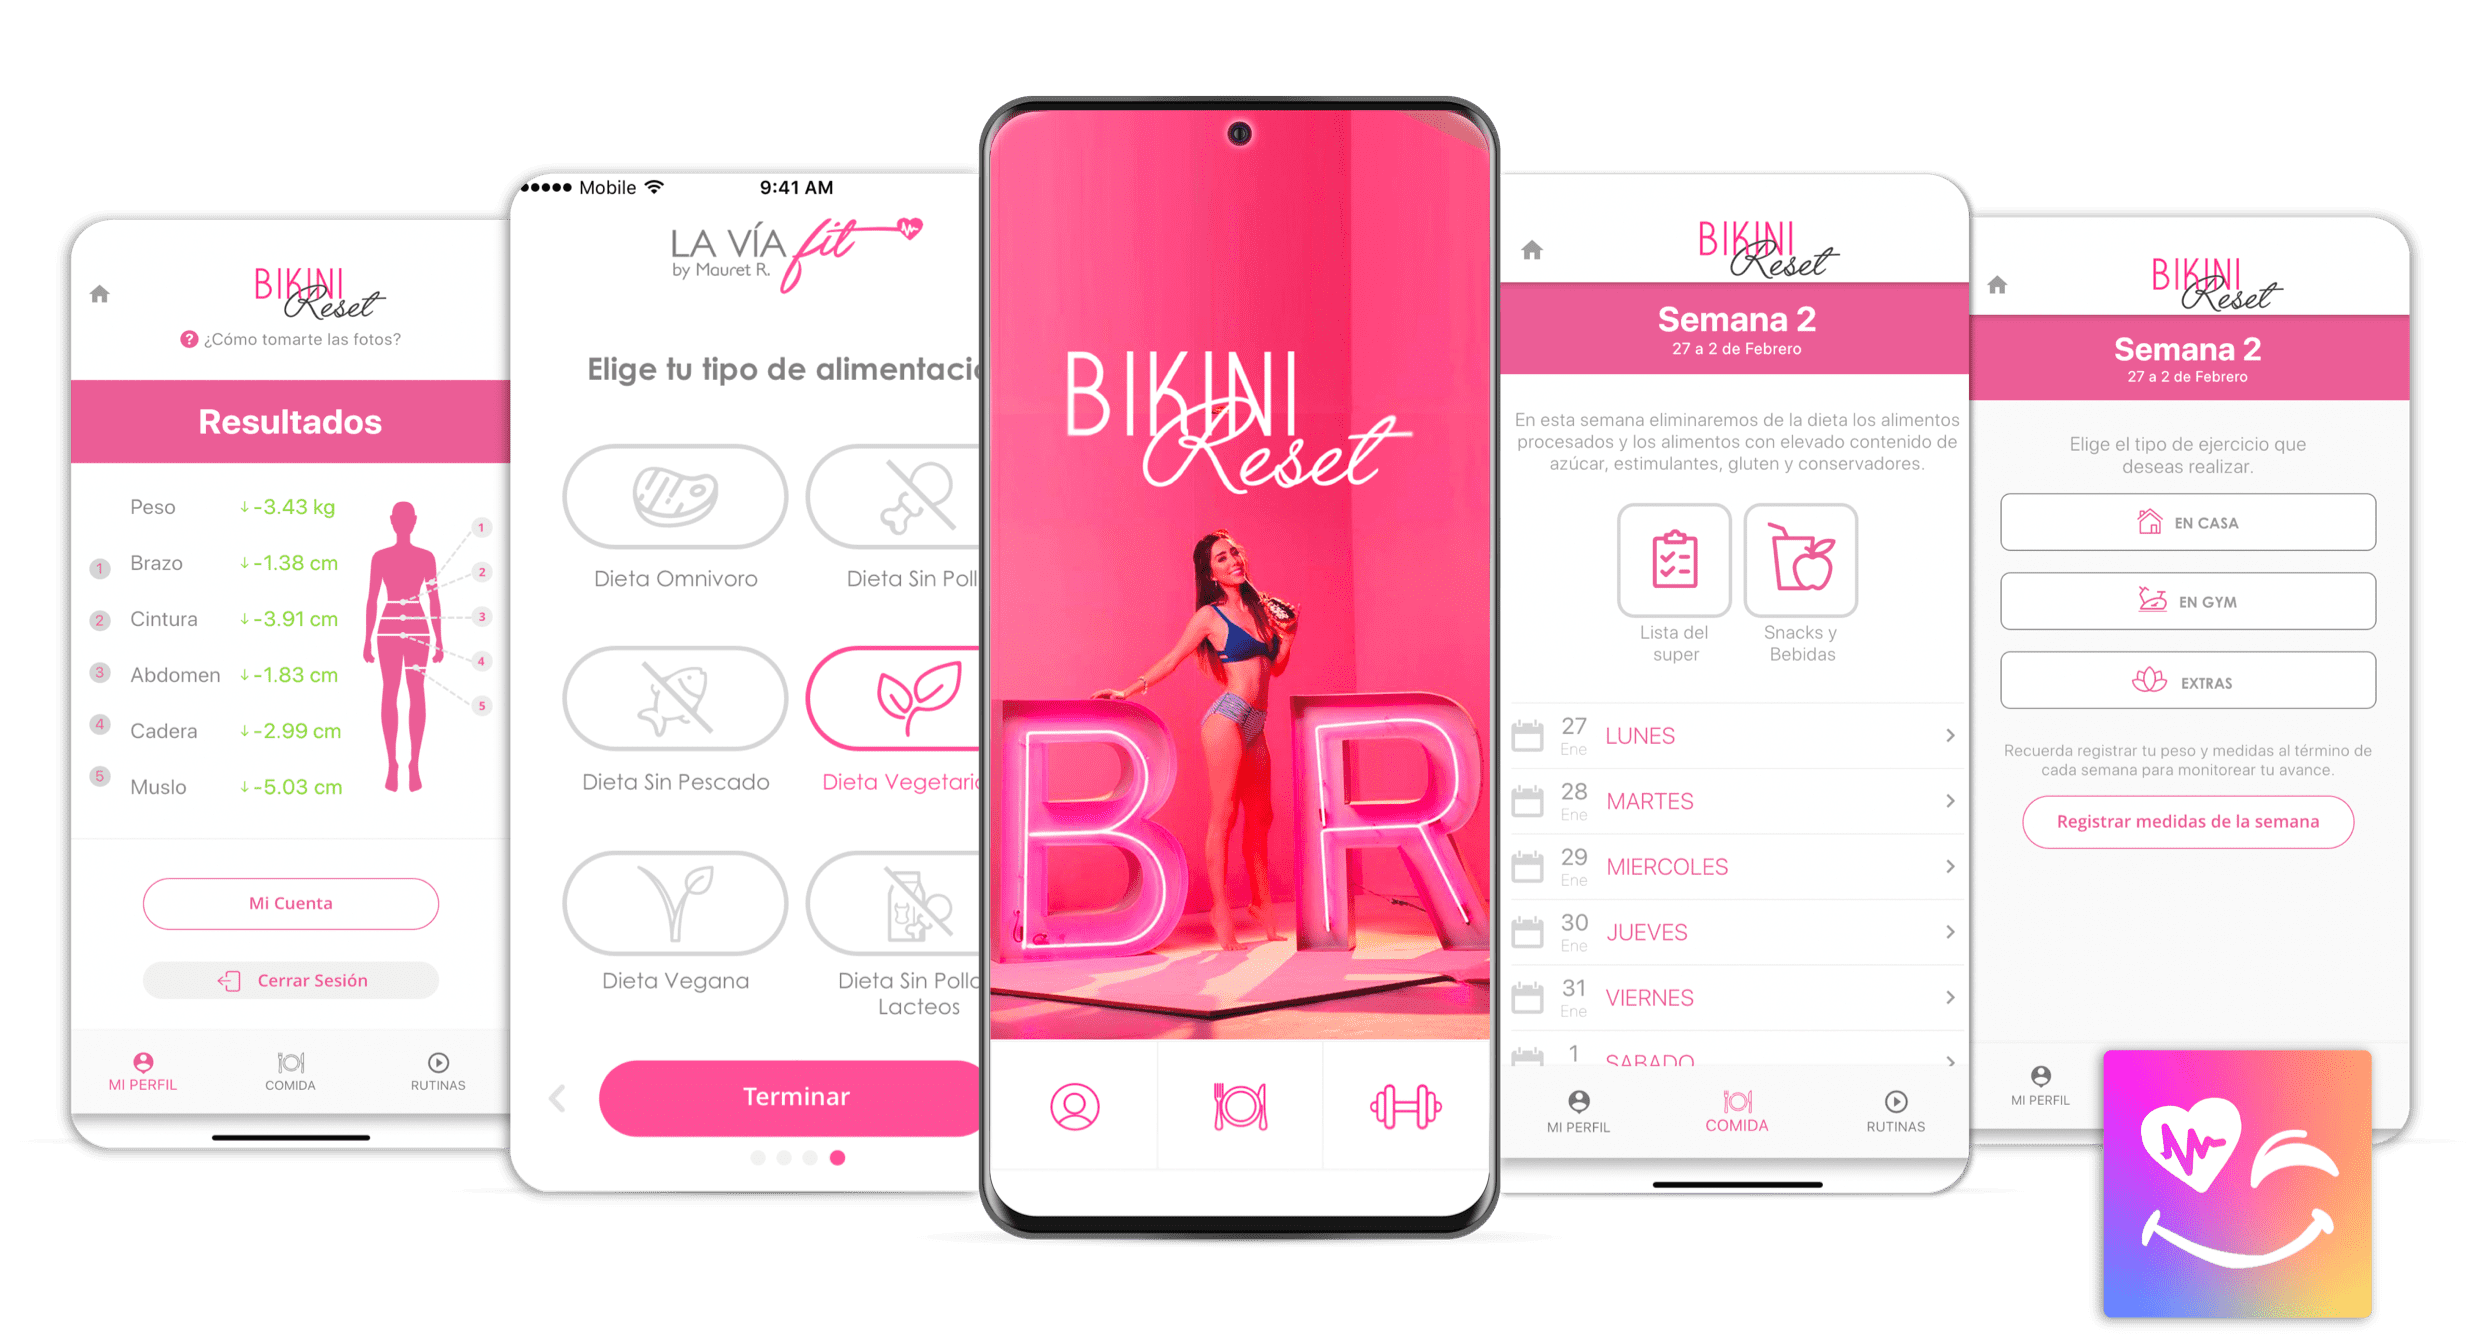 BIKINI
Reset
? ¿Cómo tomarte las fotos?
Resultados
Peso -3.43 kg
1 Brazo -1.38 cm
2 Cintura -3.91 cm
3 Abdomen -1.83 cm
4 Cadera -2.99 cm
5 Muslo -5.03 cm
1
2
3
4
5
Mi Cuenta
Cerrar Sesión
MI PERFIL COMIDA RUTINAS
Mobile 9:41 AM
LA VÍA fit
by Mauret R.
Elige tu tipo de alimentació
Dieta Omnivoro Dieta Sin Poll
Dieta Sin Pescado Dieta Vegetaria
Dieta Vegana Dieta Sin Pollo
Lacteos
Terminar
BIKINI
Reset
B R
BIKINI
Reset
Semana 2
27 a 2 de Febrero
En esta semana eliminaremos de la dieta los alimentos
procesados y los alimentos con elevado contenido de
azúcar, estimulantes, gluten y conservadores.
Lista del
super
Snacks y
Bebidas
27 Ene LUNES
28 Ene MARTES
29 Ene MIERCOLES
30 Ene JUEVES
31 Ene VIERNES
1 SABADO
MI PERFIL COMIDA RUTINAS
BIKINI
Reset
Semana 2
27 a 2 de Febrero
Elige el tipo de ejercicio que
deseas realizar.
EN CASA
EN GYM
EXTRAS
Recuerda registrar tu peso y medidas al término de
cada semana para monitorear tu avance.
Registrar medidas de la semana
MI PERFIL